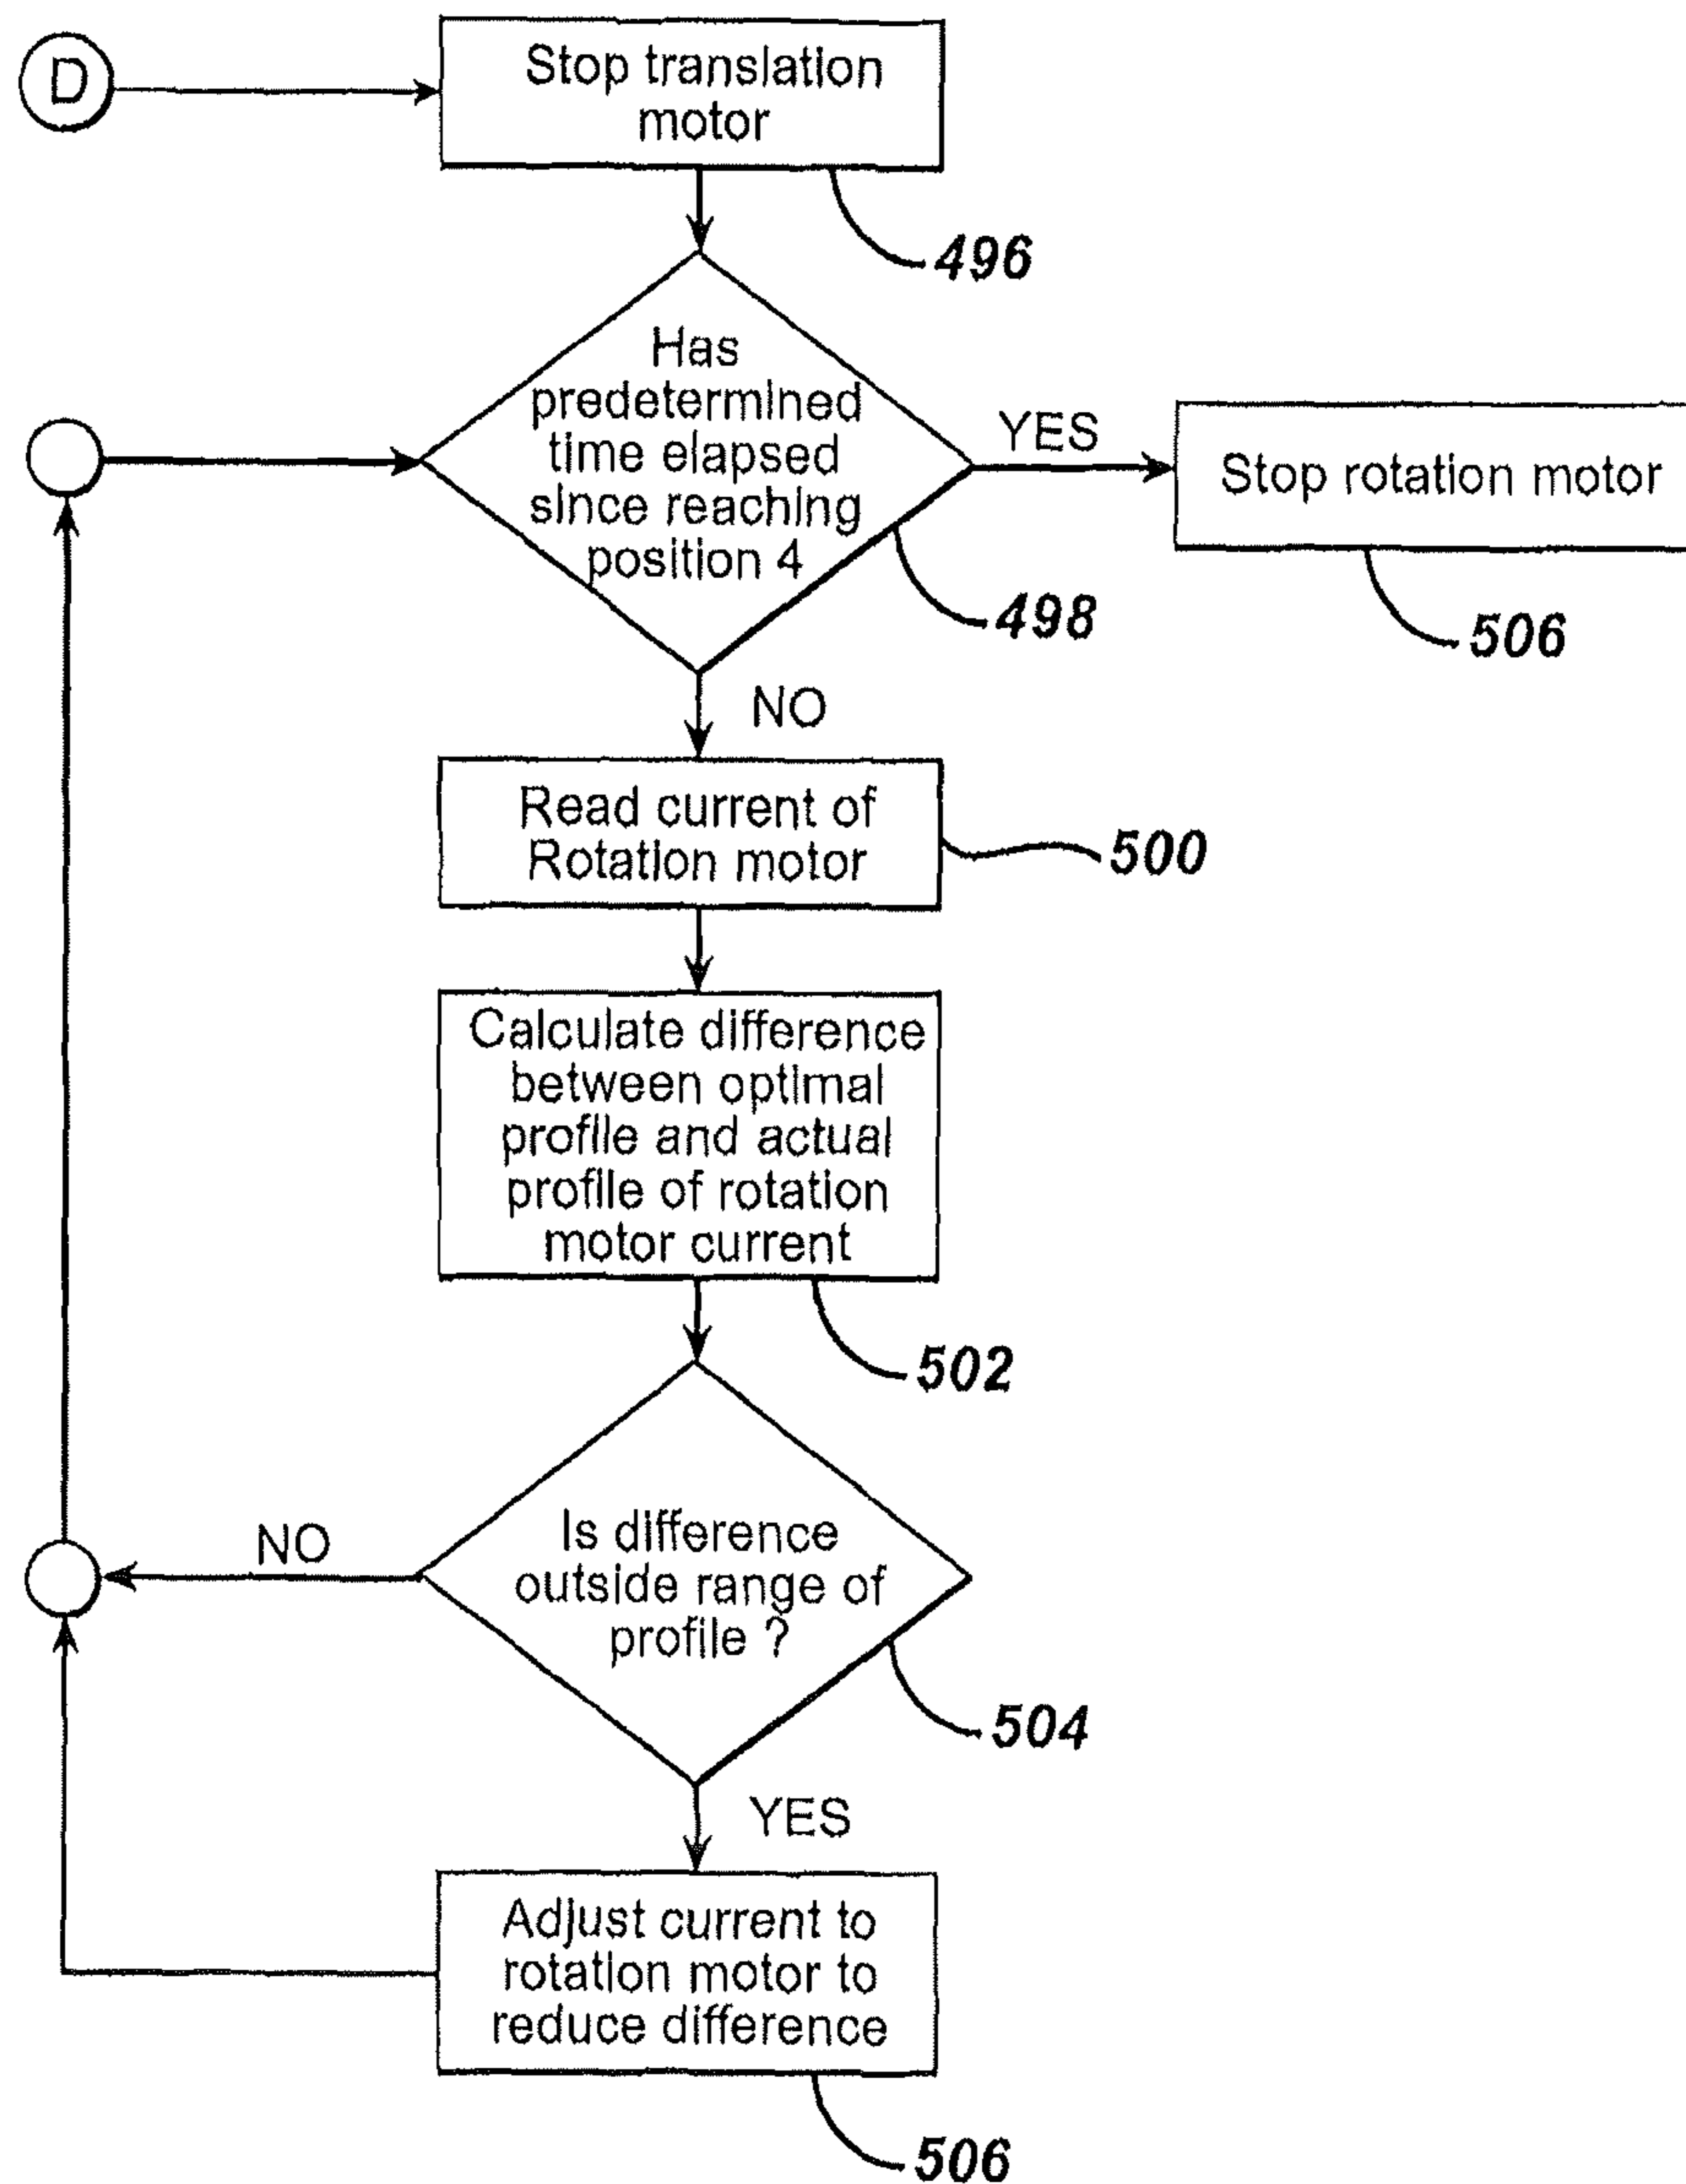 D
Stop translation
motor
496
Has
predetermined
time elapsed
since reaching
position 4
498
YES
Stop rotation motor
506
NO
Read current of
Rotation motor
500
Calculate difference
between optimal
profile and actual
profile of rotation
motor current
502
Is difference
outside range of
profile ?
504
NO
YES
Adjust current to
rotation motor to
reduce difference
506